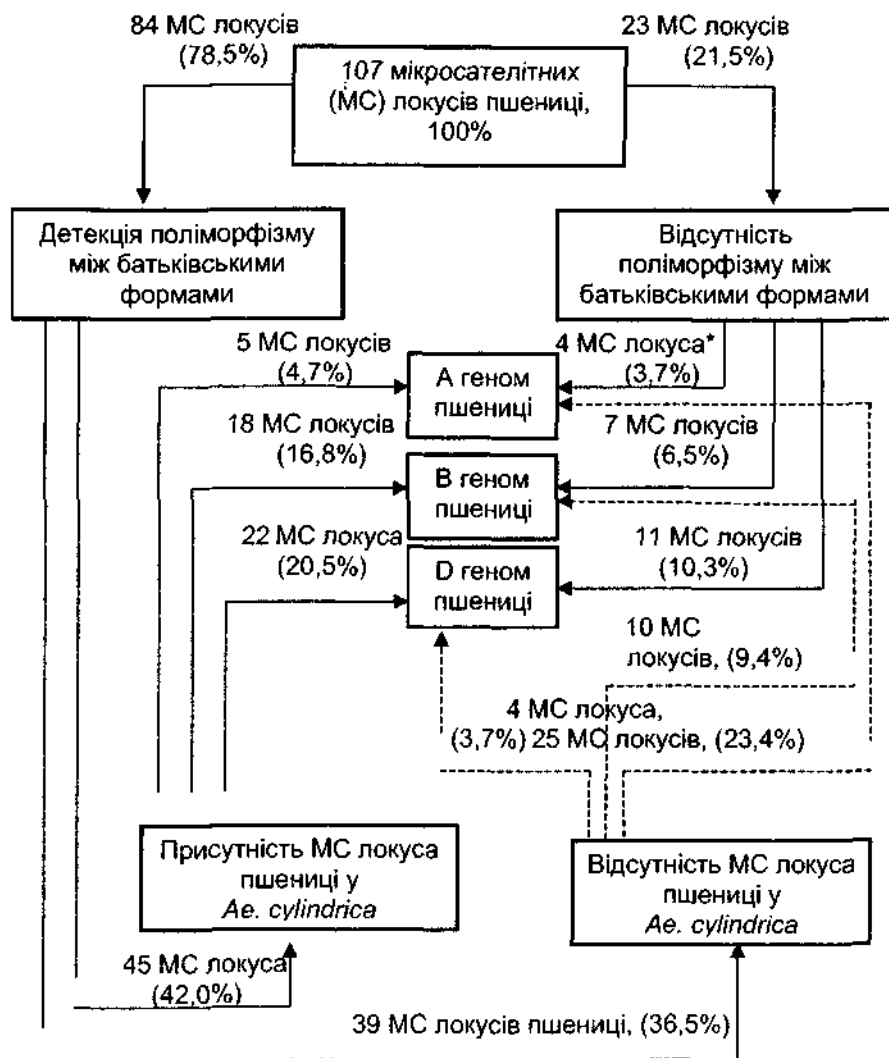 84 МС локусів
(78,5%)
23 МС локусів
(21,5%)
107 мікросателітних
(МС) локусів пшениці,
100%
Детекція поліморфізму
між батьківськими
формами
Відсутність
поліморфізму між
батьківськими формами
5 МС локусів
(4,7%)
А геном
пшениці
4 МС локуса*
(3,7%)
18 МС локусів
(16,8%)
В геном
пшениці
7 МС локусів
(6,5%)
22 МС локуса
(20,5%)
D геном
пшениці
11 МС локусів
(10,3%)
10 МС
локусів, (9,4%)
4 МС локуса,
(3,7%) 25 МС локусів, (23,4%)
Присутність МС локуса
пшениці у
Ae. cylindrica
Відсутність МС локуса
пшениці у
Ae. cylindrica
45 МС локуса
(42,0%)
39 МС локусів пшениці, (36,5%)